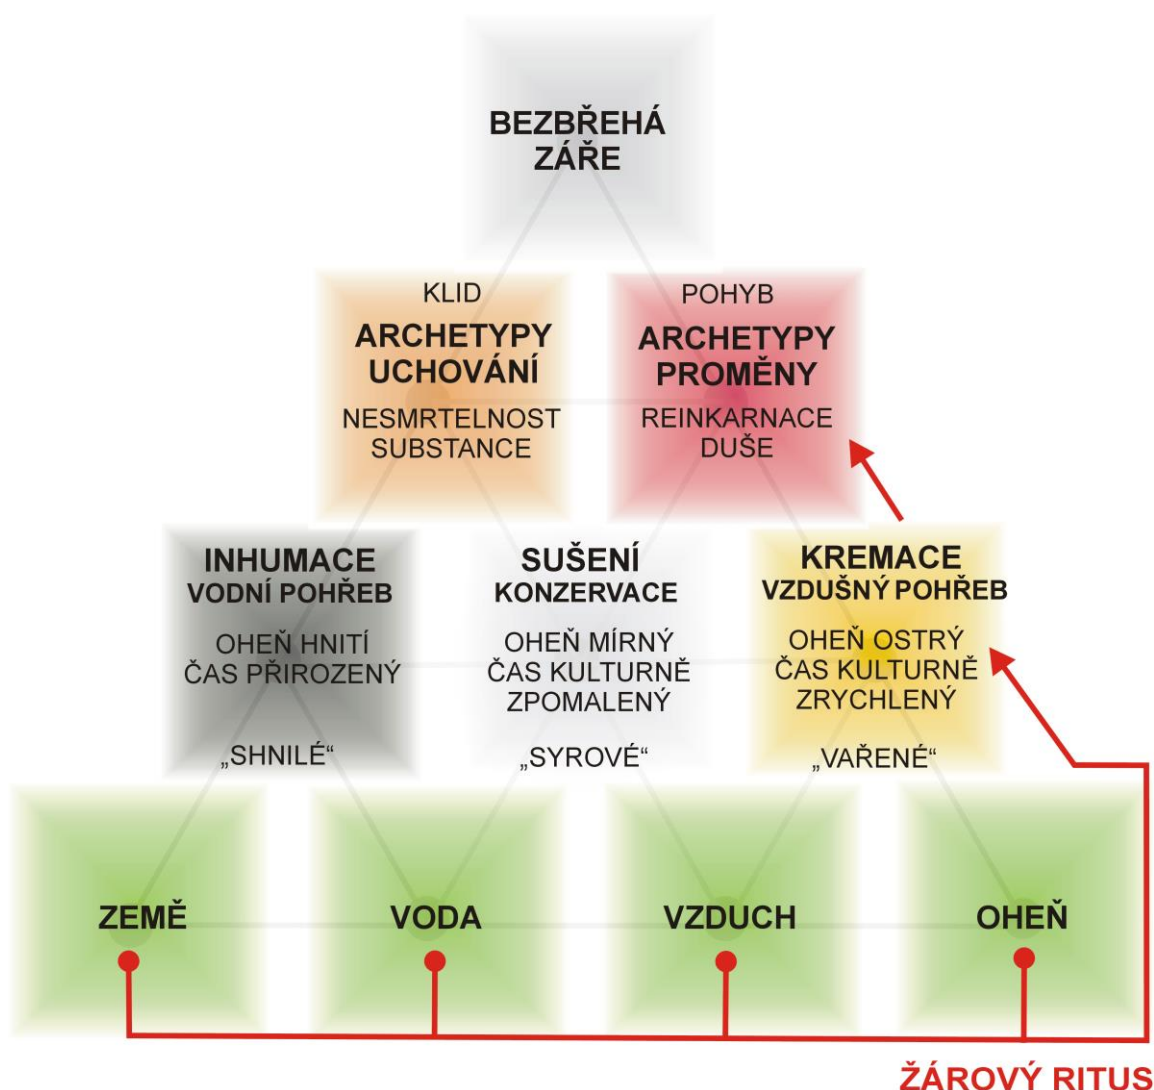 BEZBŘEHÁ
ZÁŘE
KLID
ARCHETYPY
UCHOVÁNÍ
NESMRTELNOST
SUBSTANCE
POHYB
ARCHETYPY
PROMĚNY
REINKARNACE
DUŠE
INHUMACE
VODNÍ POHŘEB
OHEŇ HNITÍ
ČAS PŘIROZENÝ
„SHNILÉ“
SUŠENÍ
KONZERVACE
OHEŇ MÍRNÝ
ČAS KULTURNĚ
ZPOMALENÝ
„SYROVÉ“
KREMACE
VZDUŠNÝ POHŘEB
OHEŇ OSTRÝ
ČAS KULTURNĚ
ZRYCHLENÝ
„VAŘENÉ“
ZEMĚ
VODA
VZDUCH
OHEŇ
ŽÁROVÝ RITUS